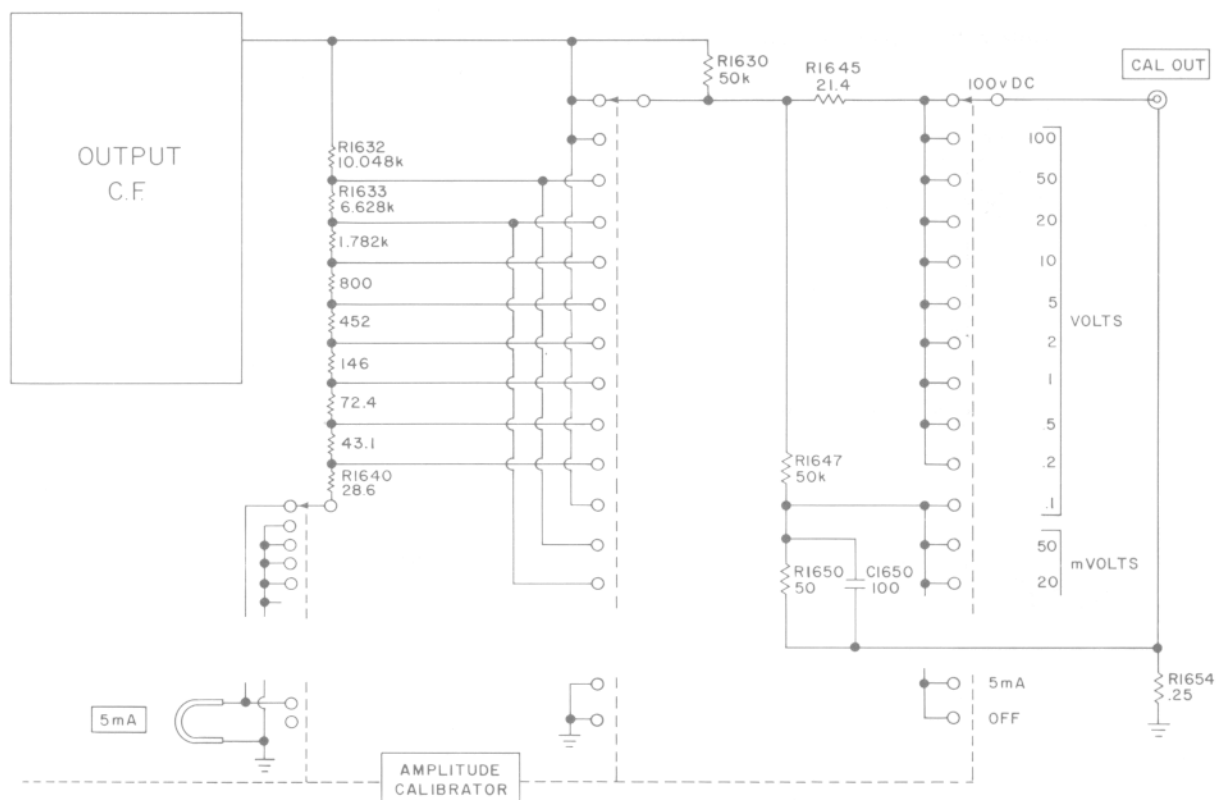 OUTPUT
C.F.
R1630
50k
R1645
21.4
100v DC
CAL OUT
R1632
10.048k
R1633
6.628k
1.782k
800
452
146
72.4
43.1
R1640
28.6
100
50
20
10
5
2
1
.5
.2
.1
VOLTS
50
20
mVOLTS
R1647
50k
R1650
50
C1650
100
R1654
.25
5mA
OFF
5mA
AMPLITUDE
CALIBRATOR